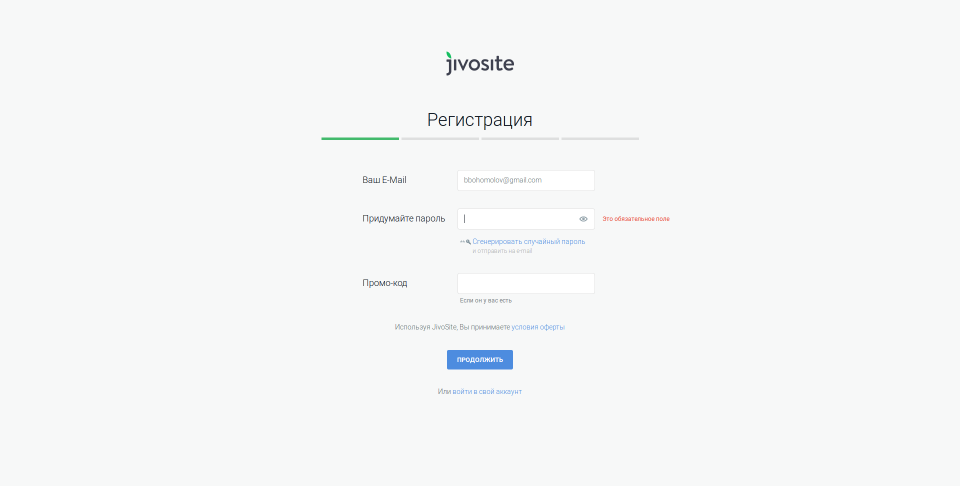 jivosite
Регистрация
Ваш E-Mail
bbohomolov@gmail.com
Придумайте пароль
Это обязательное поле
Сгенерировать случайный пароль
и отправить на email
Промо-код
Если он у вас есть
Используя JivoSite, Вы принимаете условия оферты
ПРОДОЛЖИТЬ
Или войти в свой аккаунт